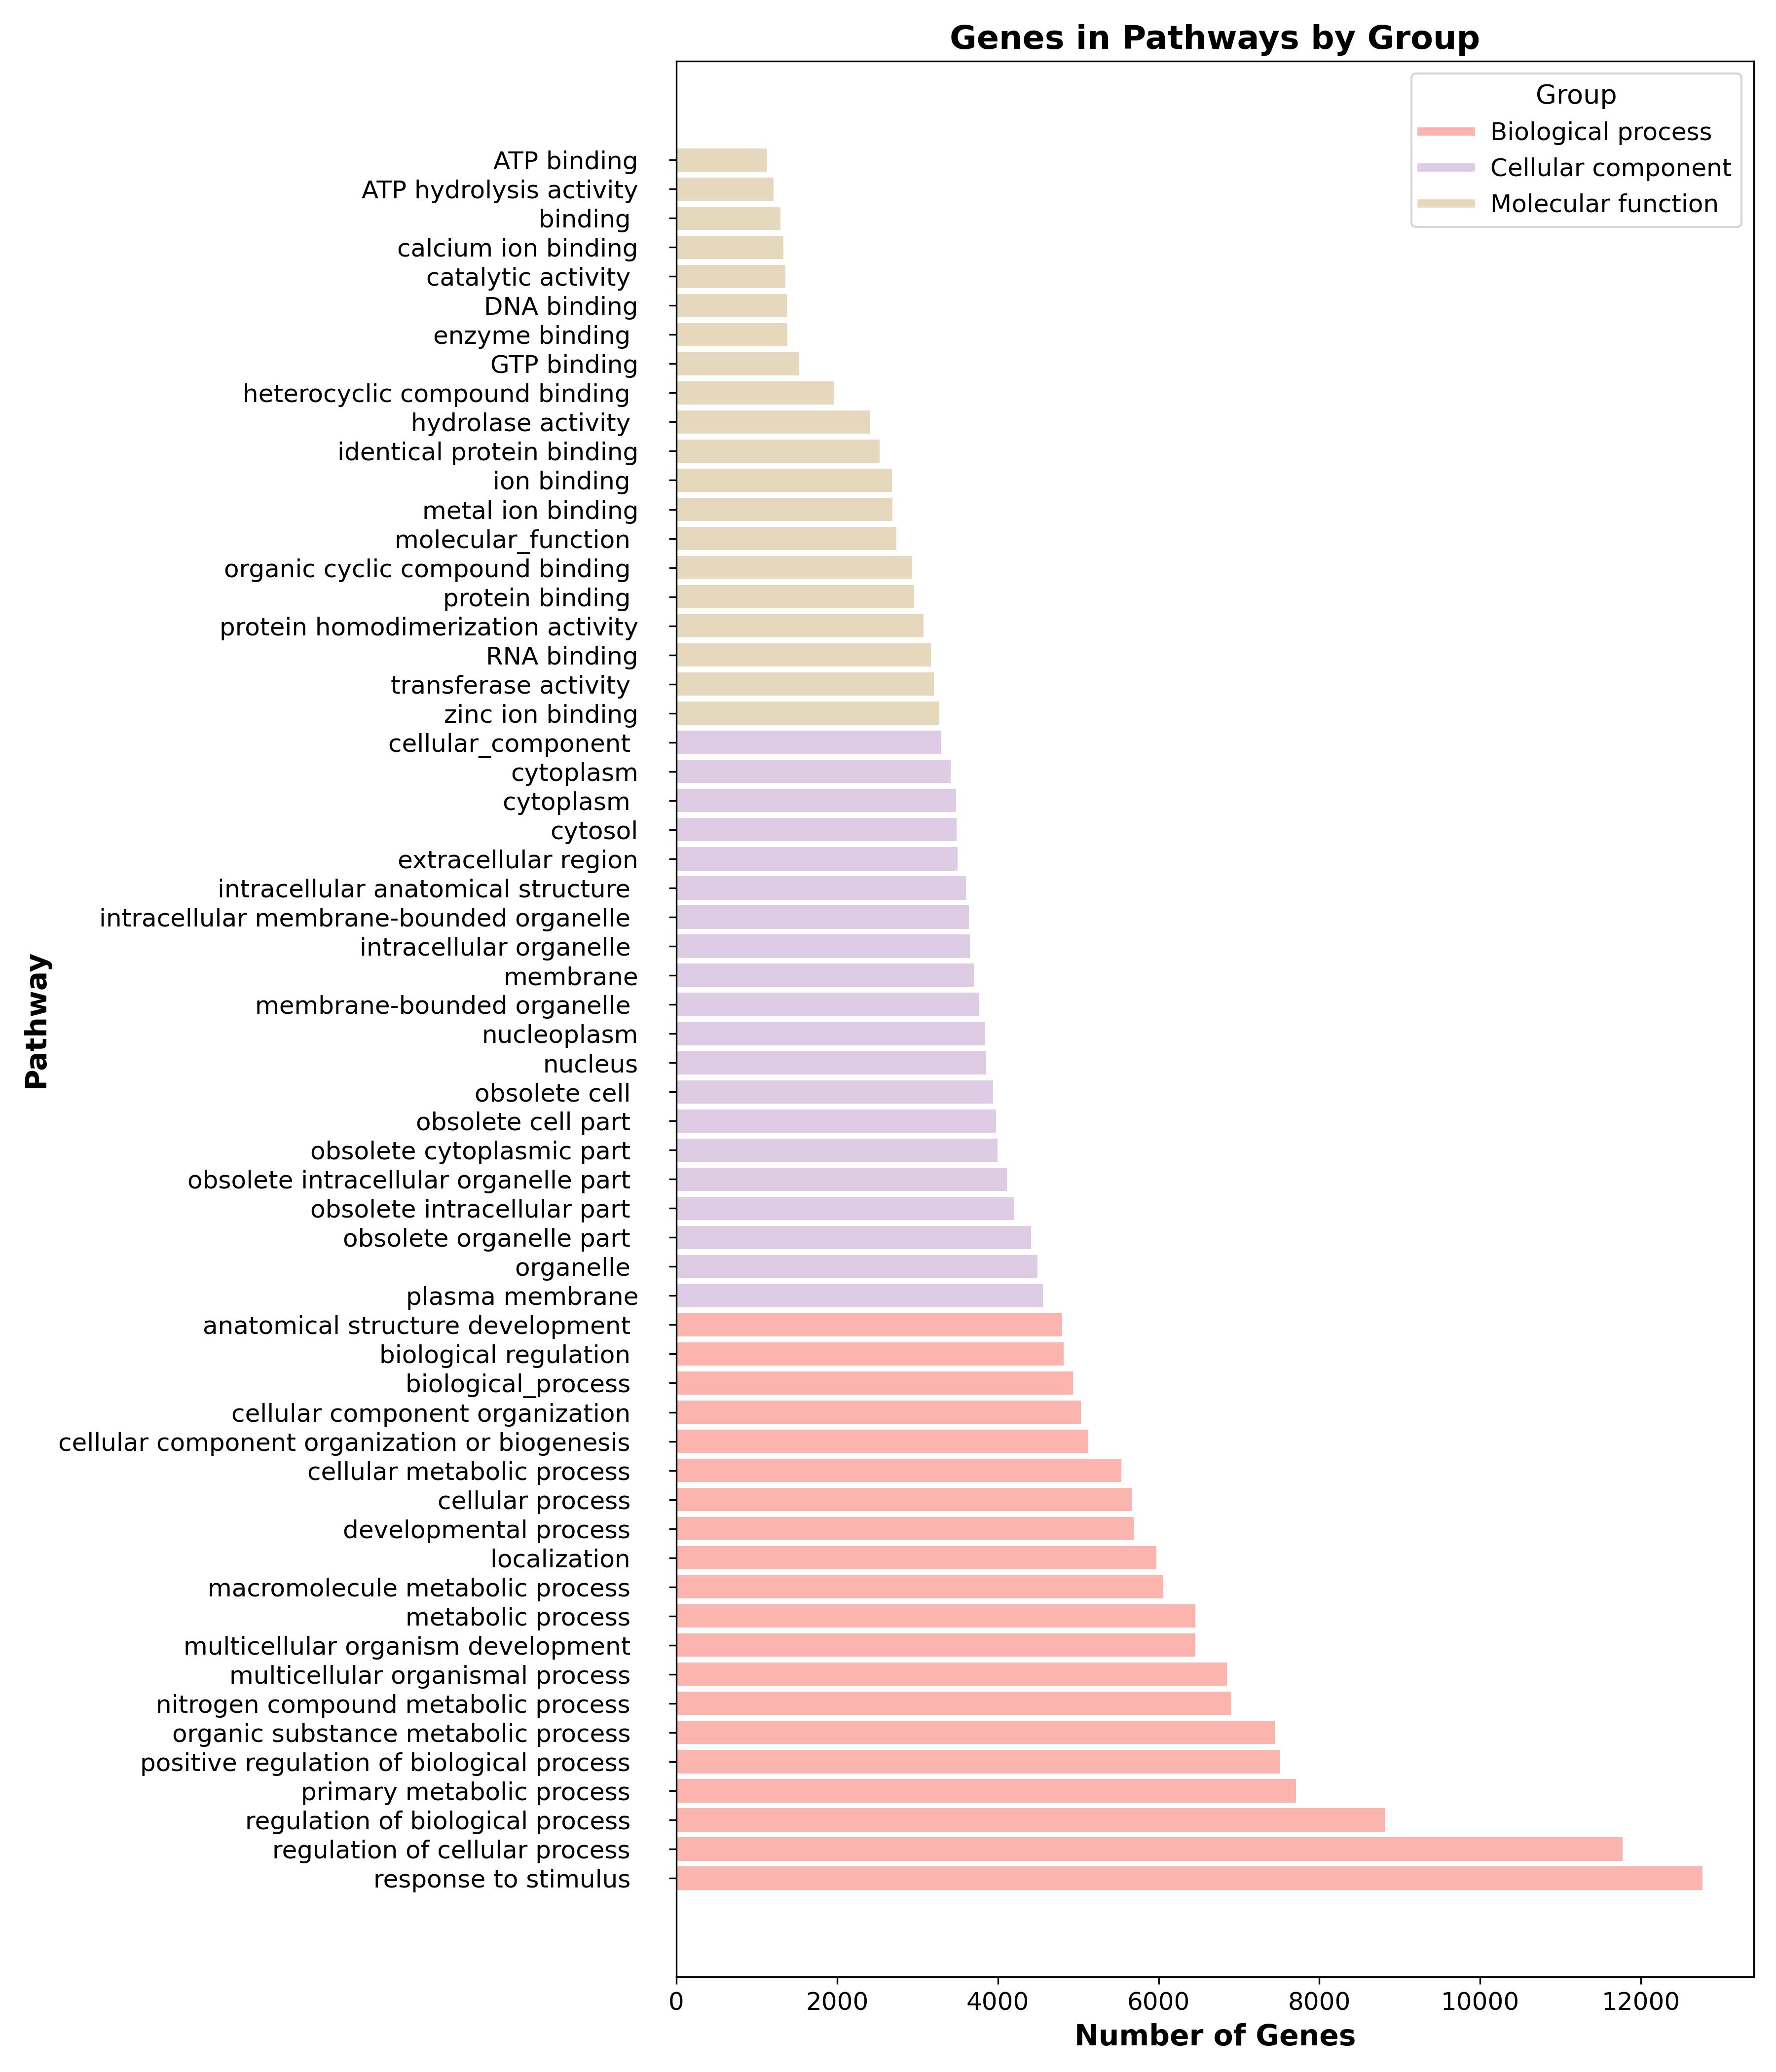 Genes in Pathways by Group
Group
Biological process
Cellular component
Molecular function
ATP binding
ATP hydrolysis activity
binding
calcium ion binding
catalytic activity
DNA binding
enzyme binding
GTP binding
heterocyclic compound binding
hydrolase activity
identical protein binding
ion binding
metal ion binding
molecular_function
organic cyclic compound binding
protein binding
protein homodimerization activity
RNA binding
transferase activity
zinc ion binding
cellular_component
cytoplasm
cytoplasm
cytosol
extracellular region
intracellular anatomical structure
intracellular membrane-bounded organelle
intracellular organelle
membrane
membrane-bounded organelle
nucleoplasm
nucleus
obsolete cell
obsolete cell part
obsolete cytoplasmic part
obsolete intracellular organelle part
obsolete intracellular part
obsolete organelle part
organelle
plasma membrane
anatomical structure development
biological regulation
biological_process
cellular component organization
cellular component organization or biogenesis
cellular metabolic process
cellular process
developmental process
localization
macromolecule metabolic process
metabolic process
multicellular organism development
multicellular organismal process
nitrogen compound metabolic process
organic substance metabolic process
positive regulation of biological process
primary metabolic process
regulation of biological process
regulation of cellular process
response to stimulus
Pathway
0 2000 4000 6000 8000 10000 12000
Number of Genes